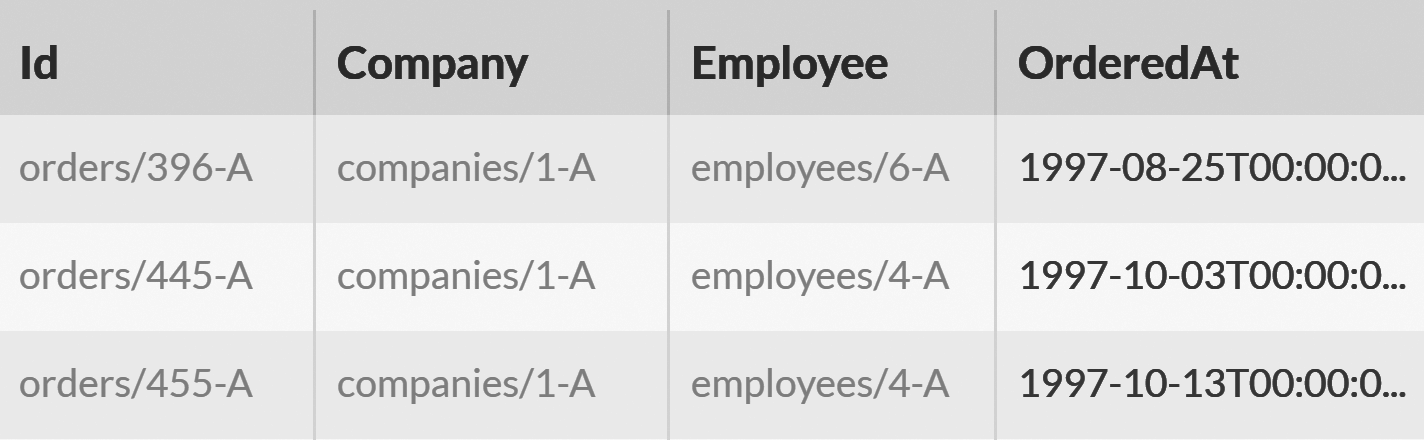 Id Company Employee OrderedAt
orders/396-A companies/1-A employees/6-A 1997-08-25T00:00:0...
orders/445-A companies/1-A employees/4-A 1997-10-03T00:00:0...
orders/455-A companies/1-A employees/4-A 1997-10-13T00:00:0...